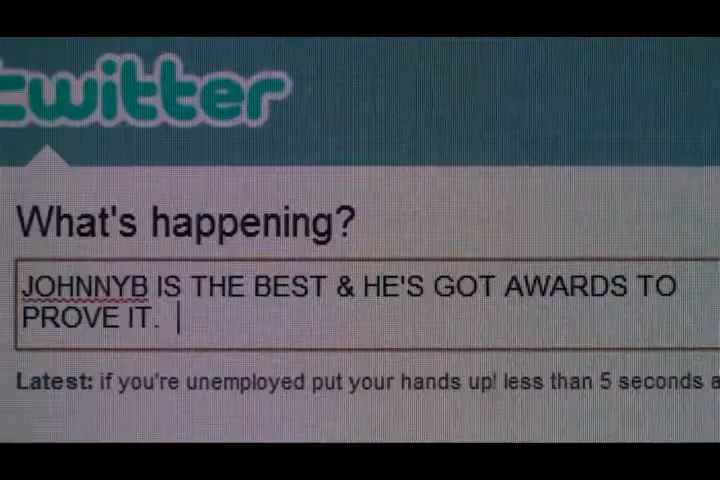 twitter
What's happening?
JOHNNYB IS THE BEST & HE'S GOT AWARDS TO
PROVE IT.
Latest: if you're unemployed put your hands up! less than 5 seconds a